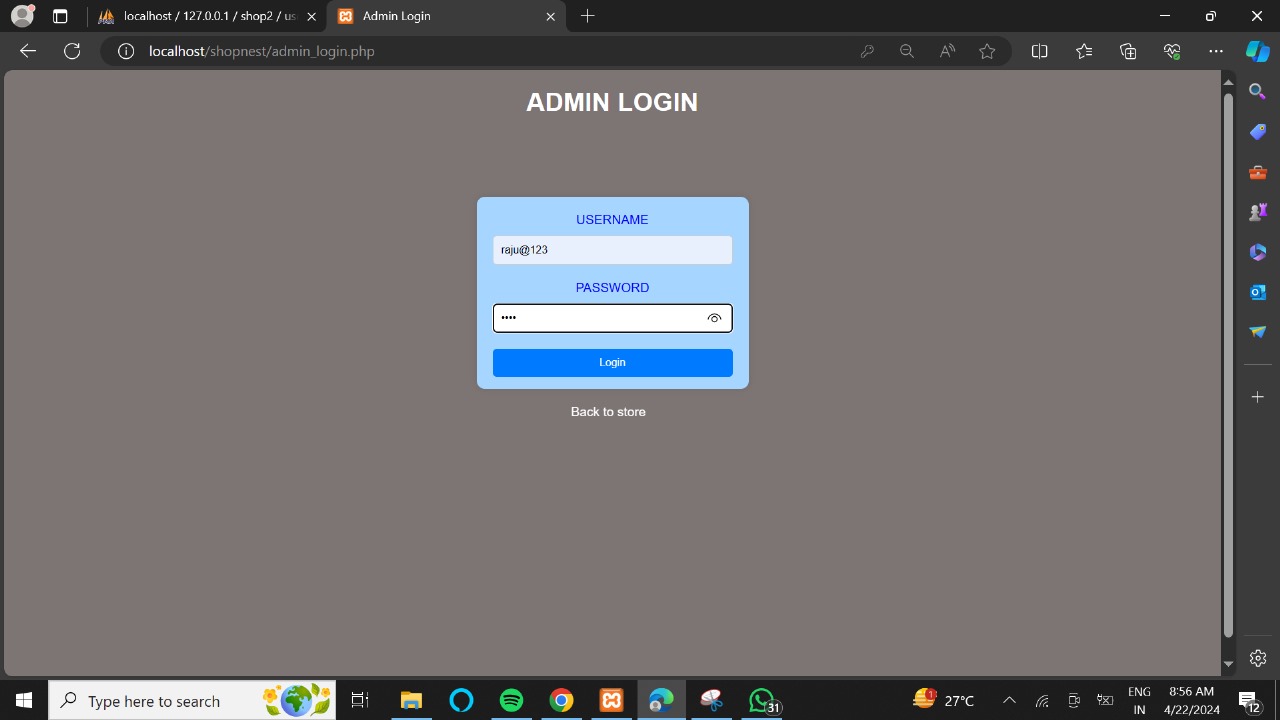 localhost / 127.0.0.1 / shop2 / us
Admin Login
localhost/shopnest/admin_login.php
ADMIN LOGIN
USERNAME
raju@123
PASSWORD
••••
Login
Back to store
Type here to search
31
1
27°C
ENG
IN
8:56 AM
4/22/2024
12